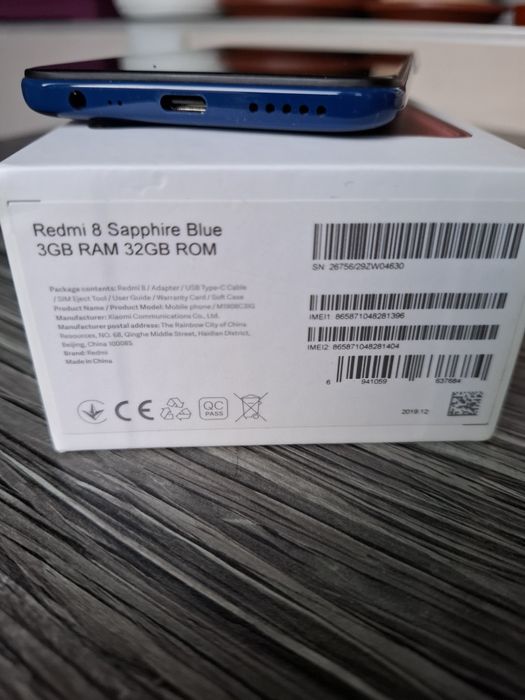 Redmi 8 Sapphire Blue
3GB RAM 32GB ROM
Package contents: Redmi 8 / Adapter / USB Type-C Cable
/ SIM Eject Tool / User Guide / Warranty Card / Soft Case
Product Name / Product Model: Mobile phone / M1908C3IG
Manufacturer: Xiaomi Communications Co., Ltd.
Manufacturer postal address: The Rainbow City of China
Resources, NO. 68, Qinghe Middle Street, Haidian District,
Beijing, China 100085
Brand: Redmi
Made in China
CE
QC
PASS
SN 26756/29ZW04630
IMEI1 865871048281396
IMEI2 865871048281404
6 941059 637684
2019.12